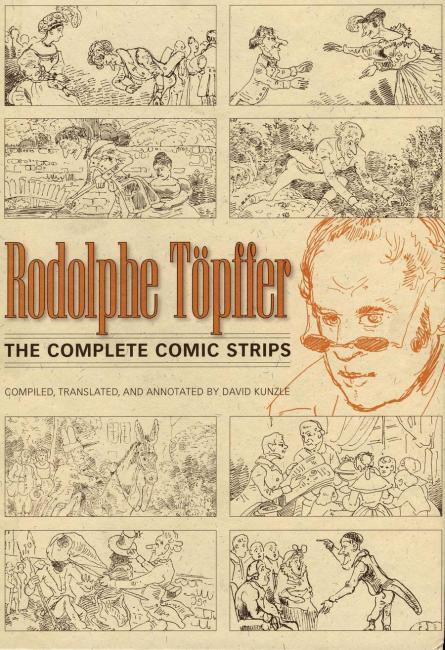 Rodolphe Töpffer
THE COMPLETE COMIC STRIPS
COMPILED, TRANSLATED, AND ANNOTATED BY DAVID KUNZLE